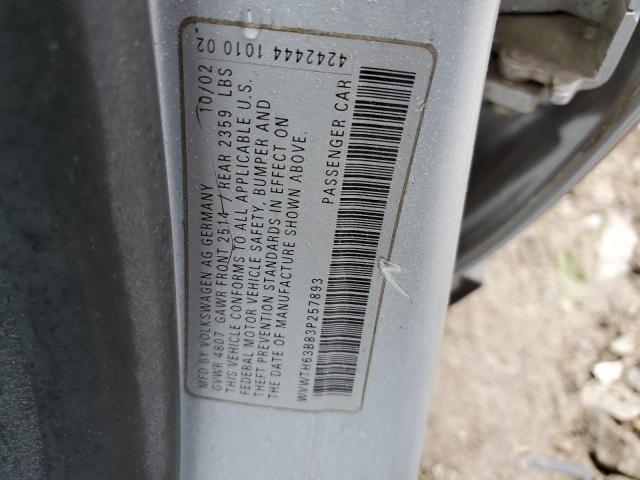 4242444 1010 02
MFD BY VOLKSWAGEN AG GERMANY 10/02
GVWR 4807 GAWR FRONT 2514 / REAR 2359 LBS
THIS VEHICLE CONFORMS TO ALL APPLICABLE U.S.
FEDERAL MOTOR VEHICLE SAFETY, BUMPER AND
THEFT PREVENTION STANDARDS IN EFFECT ON
THE DATE OF MANUFACTURE SHOWN ABOVE.
WVWTH63B83P257893 PASSENGER CAR